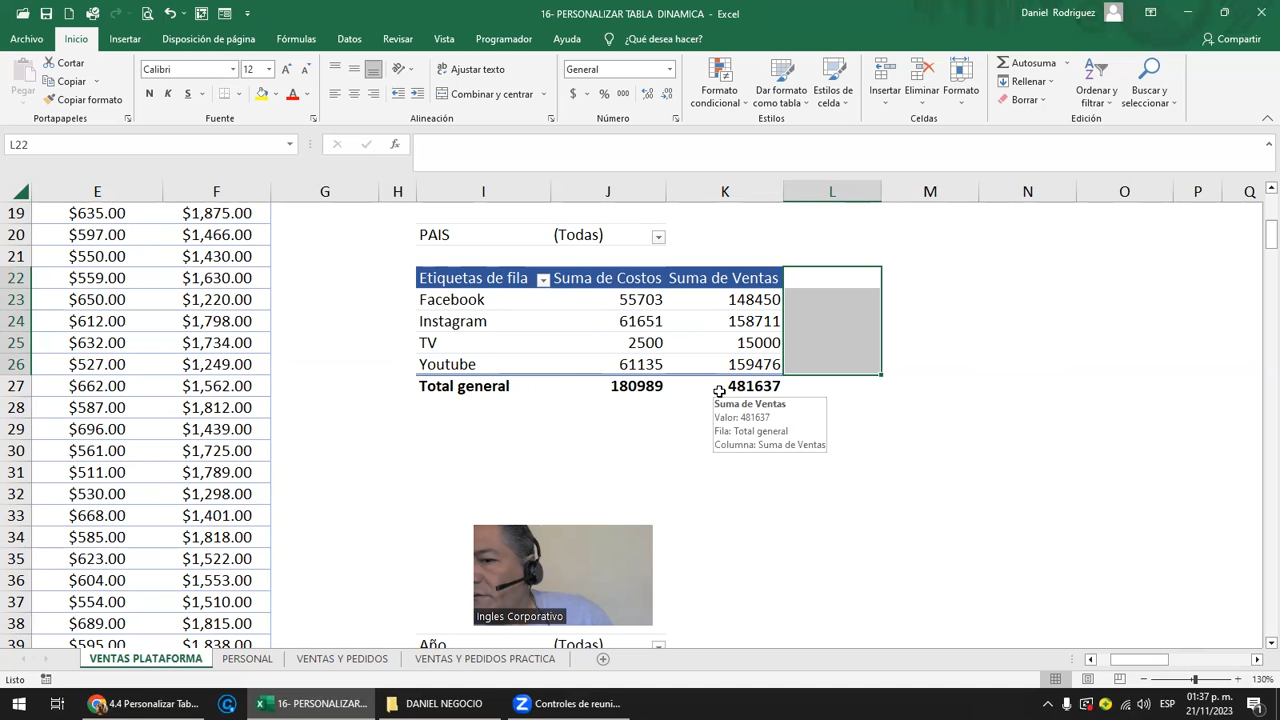 16- PERSONALIZAR TABLA DINAMICA - Excel
Daniel Rodriguez
Archivo Inicio Insertar Disposición de página Fórmulas Datos Revisar Vista Programador Ayuda ¿Qué desea hacer? Compartir
Pegar
Cortar
Copiar
Copiar formato
Portapapeles
Calibri 12
N K S
Fuente
Ajustar texto
Combinar y centrar
Alineación
General
$ % 000
Número
Formato condicional
Dar formato como tabla
Estilos de celda
Estilos
Insertar Eliminar Formato
Celdas
Autosuma
Rellenar
Borrar
Ordenar y filtrar
Buscar y seleccionar
Edición
L22
fx
E F G H I J K L M N O P Q
19 $635.00 $1,875.00
20 $597.00 $1,466.00 PAIS (Todas)
21 $550.00 $1,430.00
22 $559.00 $1,630.00 Etiquetas de fila Suma de Costos Suma de Ventas
23 $650.00 $1,220.00 Facebook 55703 148450
24 $612.00 $1,798.00 Instagram 61651 158711
25 $632.00 $1,734.00 TV 2500 15000
26 $527.00 $1,249.00 Youtube 61135 159476
27 $662.00 $1,562.00 Total general 180989 481637
28 $587.00 $1,812.00
Suma de Ventas
Valor: 481637
Fila: Total general
Columna: Suma de Ventas
29 $696.00 $1,439.00
30 $561.00 $1,725.00
31 $511.00 $1,789.00
32 $530.00 $1,298.00
33 $668.00 $1,401.00
34 $585.00 $1,818.00
35 $623.00 $1,522.00
36 $604.00 $1,553.00
37 $554.00 $1,510.00
Ingles Corporativo
38 $689.00 $1,815.00
39 $595.00 $1,838.00 Año (Todas)
VENTAS PLATAFORMA PERSONAL VENTAS Y PEDIDOS VENTAS Y PEDIDOS PRACTICA
Listo
130%
4.4 Personalizar Tab...
16- PERSONALIZAR...
DANIEL NEGOCIO
Controles de reuni...
ESP
01:37 p. m.
21/11/2023